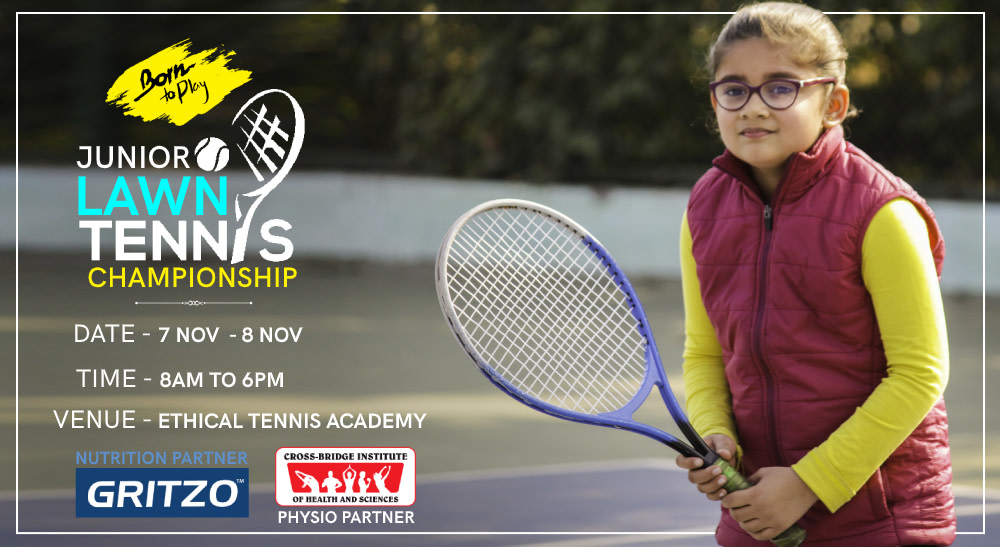 Born
to Play
JUNIOR
LAWN
TENNIS
CHAMPIONSHIP
DATE - 7 NOV - 8 NOV
TIME - 8AM TO 6PM
VENUE - ETHICAL TENNIS ACADEMY
NUTRITION PARTNER
GRITZO™
CROSS-BRIDGE INSTITUTE
OF HEALTH AND SCIENCES
PHYSIO PARTNER